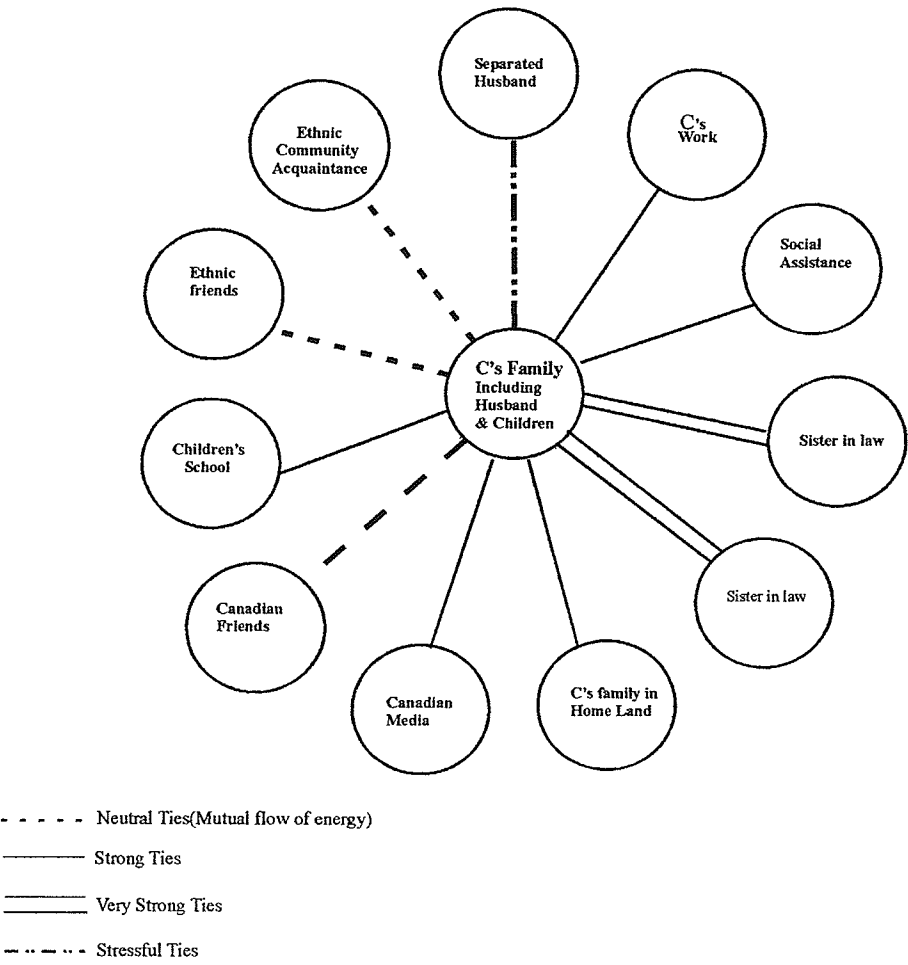 Separated
Husband
C's
Work
Ethnic
Community
Acquaintance
Social
Assistance
Ethnic
friends
C's Family
Including
Husband
& Children
Sister in law
Children's
School
Sister in law
Canadian
Friends
Canadian
Media
C's family in
Home Land
Neutral Ties(Mutual flow of energy)
Strong Ties
Very Strong Ties
Stressful Ties